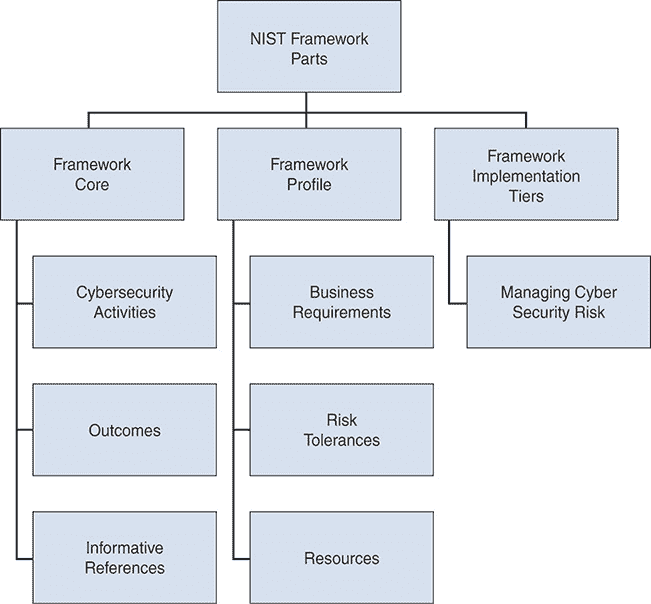 NIST Framework
Parts
Framework
Core
Framework
Profile
Framework
Implementation
Tiers
Cybersecurity
Activities
Business
Requirements
Managing Cyber
Security Risk
Outcomes
Risk
Tolerances
Informative
References
Resources